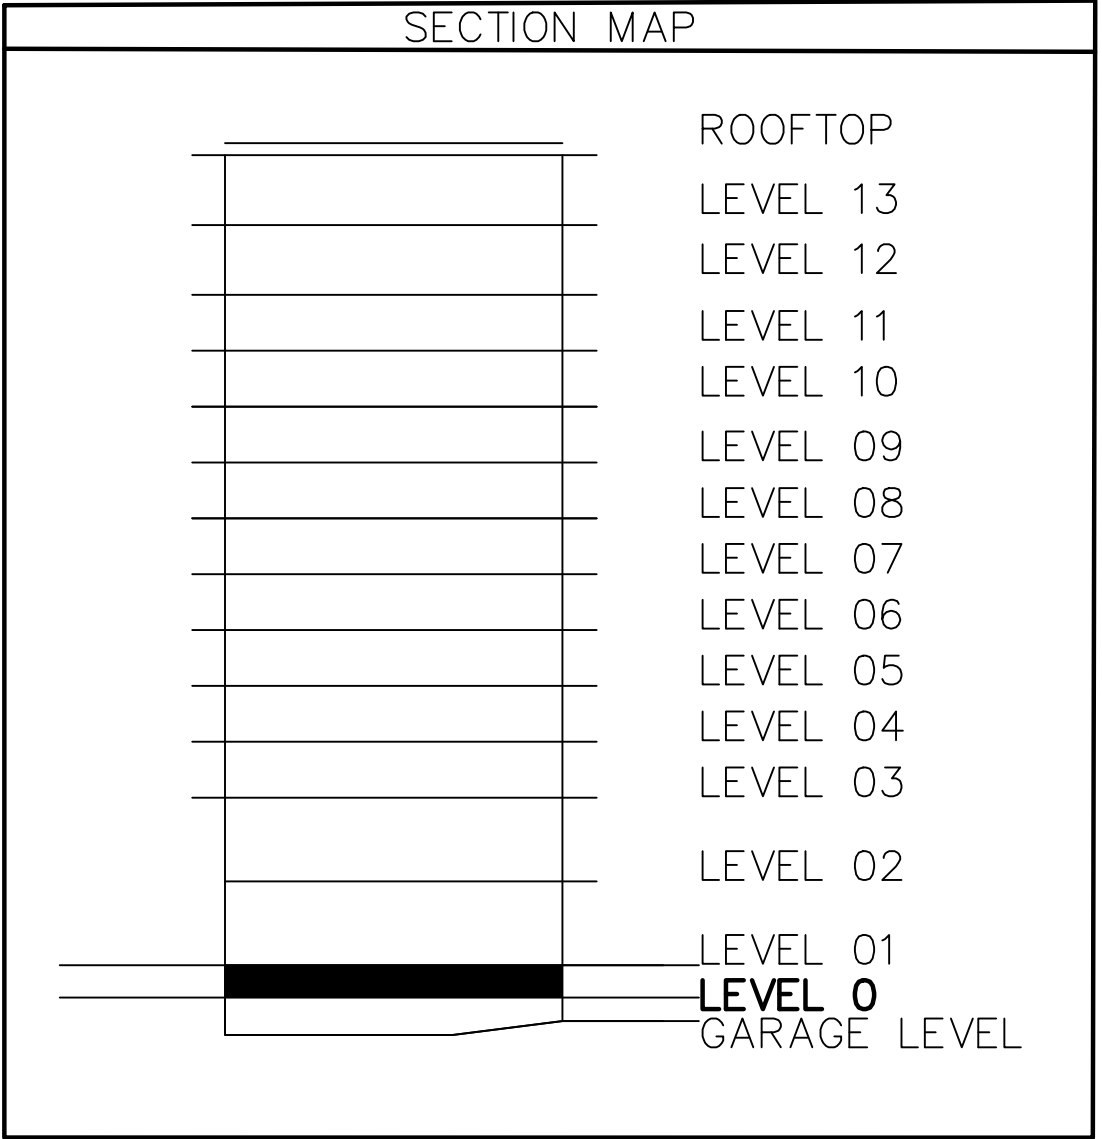 SECTION MAP
ROOFTOP
LEVEL 13
LEVEL 12
LEVEL 11
LEVEL 10
LEVEL 09
LEVEL 08
LEVEL 07
LEVEL 06
LEVEL 05
LEVEL 04
LEVEL 03
LEVEL 02
LEVEL 01
LEVEL 0
GARAGE LEVEL